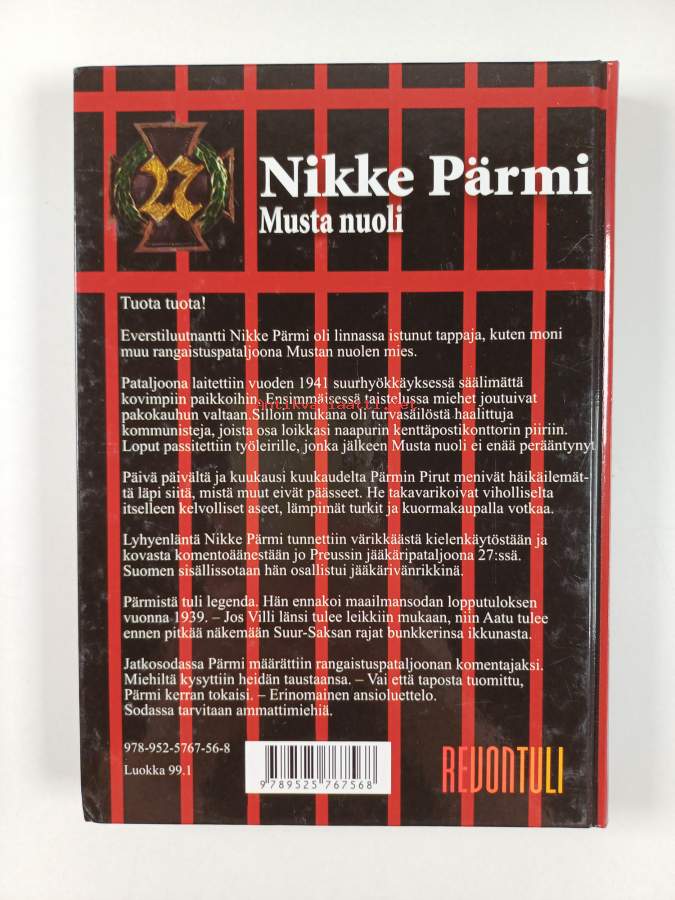 27
Nikke Pärmi
Musta nuoli
Tuota tuota!
Everstiluutnantti Nikke Pärmi oli linnassa istunut tappaja, kuten moni
muu rangaistuspataljoona Mustan nuolen mies.
Pataljoona laitettiin vuoden 1941 suurhyökkäyksessä säälimättä
kovimpiin paikkoihin. Ensimmäisessä taistelussa miehet joutuivat
antikvariaatti.net
pakokauhun valtaan.Silloin mukana oli turvasäilöstä haalittuja
kommunisteja, joista osa loikkasi naapurin kenttäpostikonttorin piiriin.
Loput passitettiin työleirille, jonka jälkeen Musta nuoli ei enää perääntynyt
Päivä päivältä ja kuukausi kuukaudelta Pärmin Pirut menivät häikäilemät-
tä läpi siitä, mistä muut eivät päässeet. He takavarikoivat viholliselta
itselleen kelvolliset aseet, lämpimät turkit ja kuormakaupalla votkaa.
Lyhyenläntä Nikke Pärmi tunnettiin värikkäästä kielenkäytöstään ja
kovasta komentoäänestään jo Preussin jääkäripataljoona 27:ssä.
Suomen sisällissotaan hän osallistui jääkärivänrikkinä.
Pärmistä tuli legenda. Hän ennakoi maailmansodan lopputuloksen
vuonna 1939. – Jos Villi länsi tulee leikkiin mukaan, niin Aatu tulee
ennen pitkää näkemään Suur-Saksan rajat bunkkerinsa ikkunasta.
Jatkosodassa Pärmi määrättiin rangaistuspataljoonan komentajaksi.
Miehiltä kysyttiin heidän taustaansa. – Vai että taposta tuomittu,
Pärmi kerran tokaisi. – Erinomainen ansioluettelo.
Sodassa tarvitaan ammattimiehiä.
978-952-5767-56-8
Luokka 99.1
9 789525 767568
REVONTULI